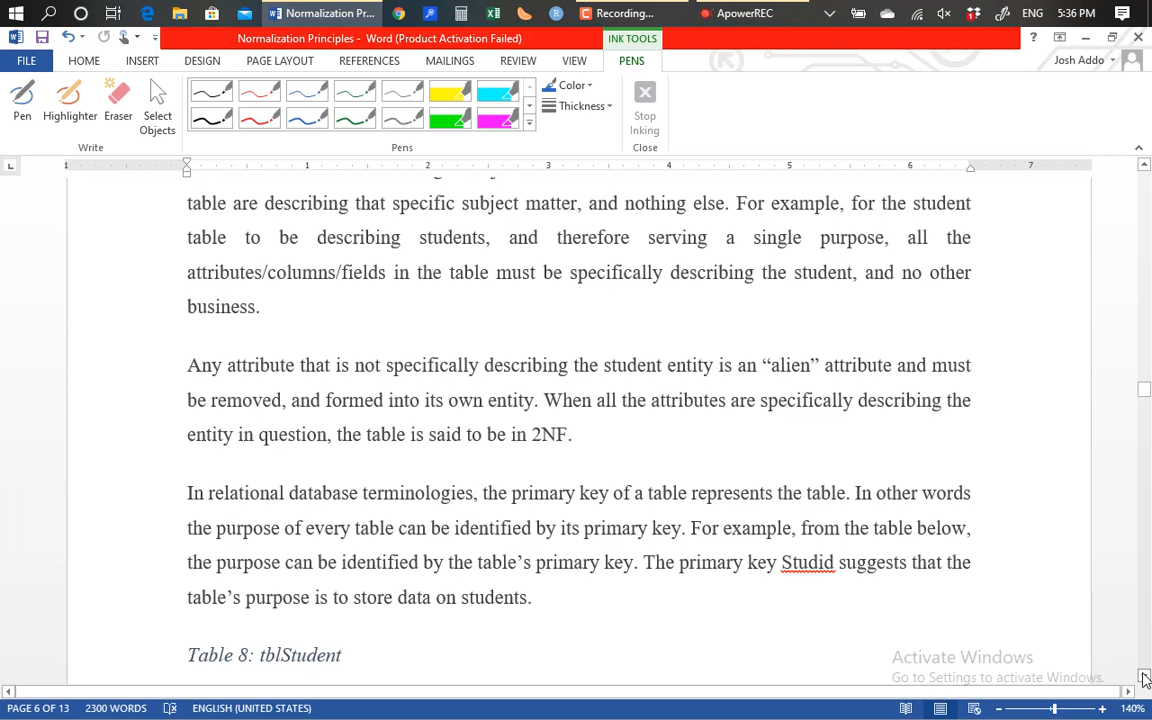 Normalization Pr...
Recording...
ApowerREC
ENG
5:36 PM
Normalization Principles - Word (Product Activation Failed)
INK TOOLS
?
FILE
HOME
INSERT
DESIGN
PAGE LAYOUT
REFERENCES
MAILINGS
REVIEW
VIEW
PENS
Josh Addo
Pen
Highlighter
Eraser
Select
Objects
Color
Thickness
Stop
Inking
Write
Pens
Close
1 1 2 3 4 5 6 7
table are describing that specific subject matter, and nothing else. For example, for the student
table to be describing students, and therefore serving a single purpose, all the
attributes/columns/fields in the table must be specifically describing the student, and no other
business.
Any attribute that is not specifically describing the student entity is an “alien” attribute and must
be removed, and formed into its own entity. When all the attributes are specifically describing the
entity in question, the table is said to be in 2NF.
In relational database terminologies, the primary key of a table represents the table. In other words
the purpose of every table can be identified by its primary key. For example, from the table below,
the purpose can be identified by the table’s primary key. The primary key Studid suggests that the
table’s purpose is to store data on students.
Table 8: tblStudent
Activate Windows
Go to Settings to activate Windows.
PAGE 6 OF 13
2300 WORDS
ENGLISH (UNITED STATES)
140%